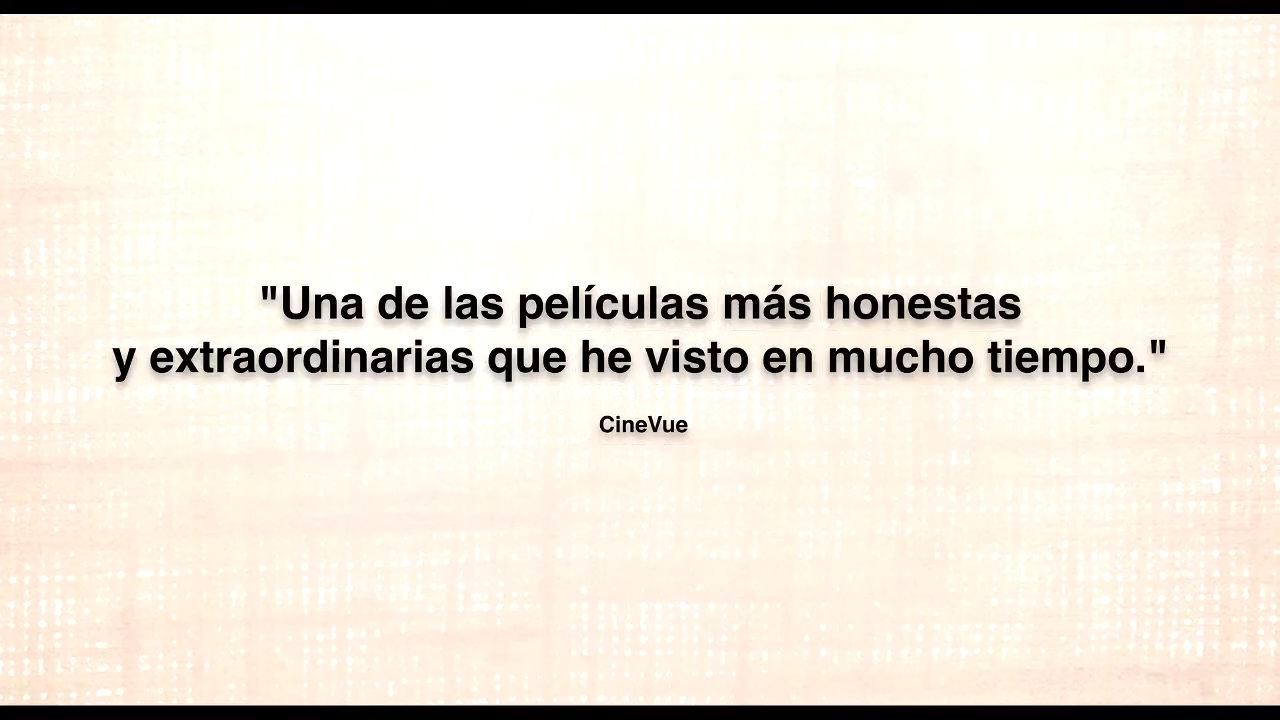 "Una de las películas más honestas
y extraordinarias que he visto en mucho tiempo."
CineVue